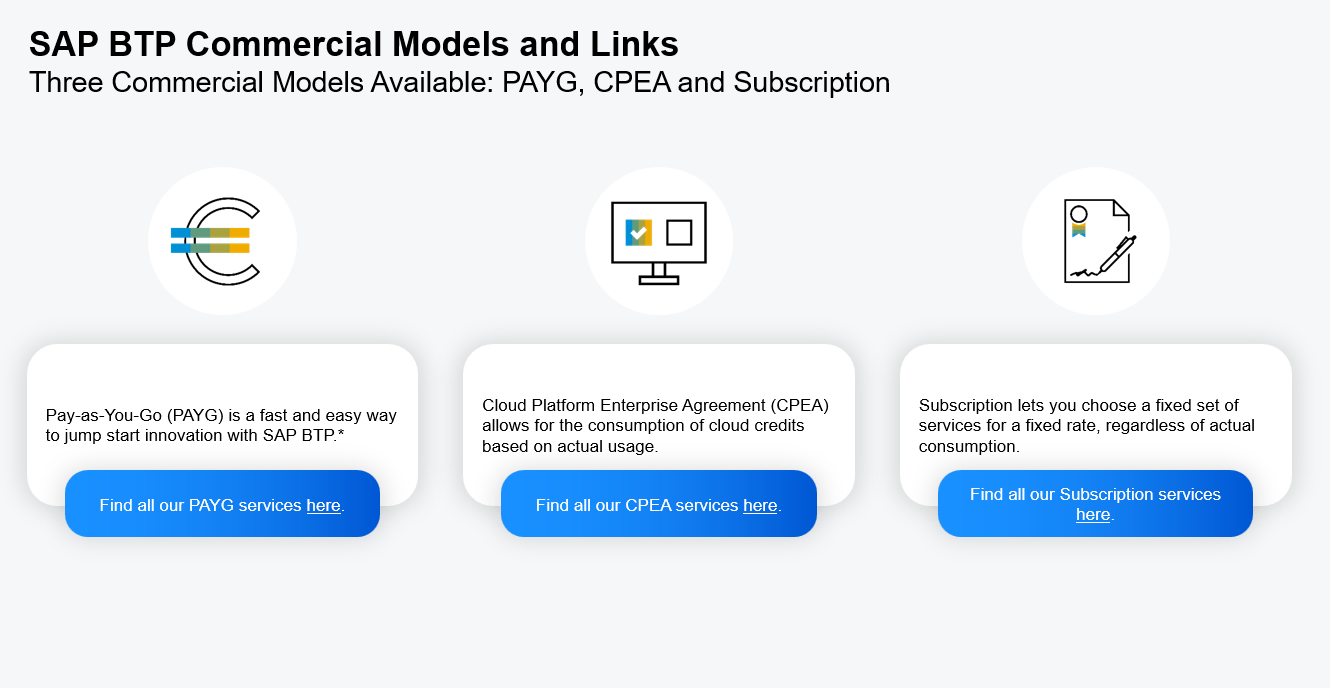 SAP BTP Commercial Models and Links
Three Commercial Models Available: PAYG, CPEA and Subscription
Pay-as-You-Go (PAYG) is a fast and easy way
to jump start innovation with SAP BTP.*
Find all our PAYG services here.
Cloud Platform Enterprise Agreement (CPEA)
allows for the consumption of cloud credits
based on actual usage.
Find all our CPEA services here.
Subscription lets you choose a fixed set of
services for a fixed rate, regardless of actual
consumption.
Find all our Subscription services
here.